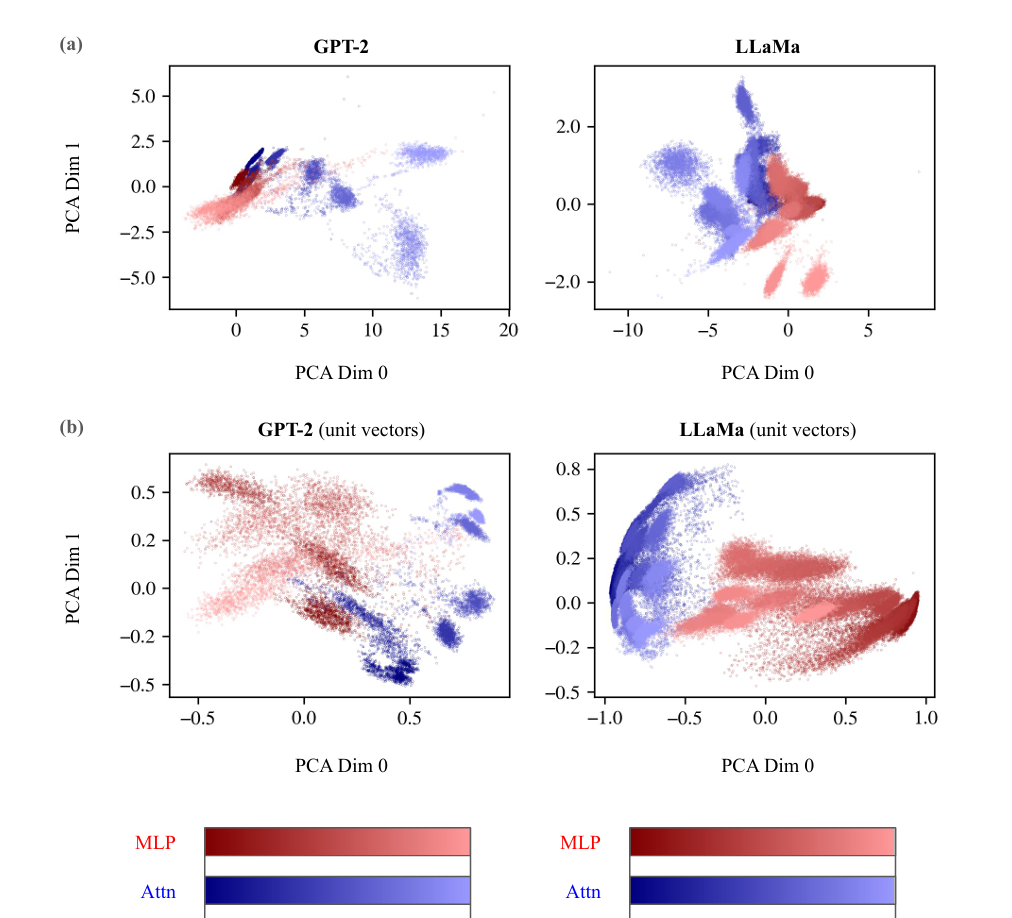 (a)
GPT-2
LLaMa
PCA Dim 1
5.0
2.5
0.0
−2.5
−5.0
0
5
10
15
20
PCA Dim 0
2.0
0.0
−2.0
−10
−5
0
5
PCA Dim 0
(b)
GPT-2 (unit vectors)
LLaMa (unit vectors)
PCA Dim 1
0.5
0.2
0.0
−0.2
−0.5
−0.5
0.0
0.5
PCA Dim 0
0.8
0.5
0.2
0.0
−0.2
−0.5
−1.0
−0.5
0.0
0.5
1.0
PCA Dim 0
MLP
MLP
Attn
Attn